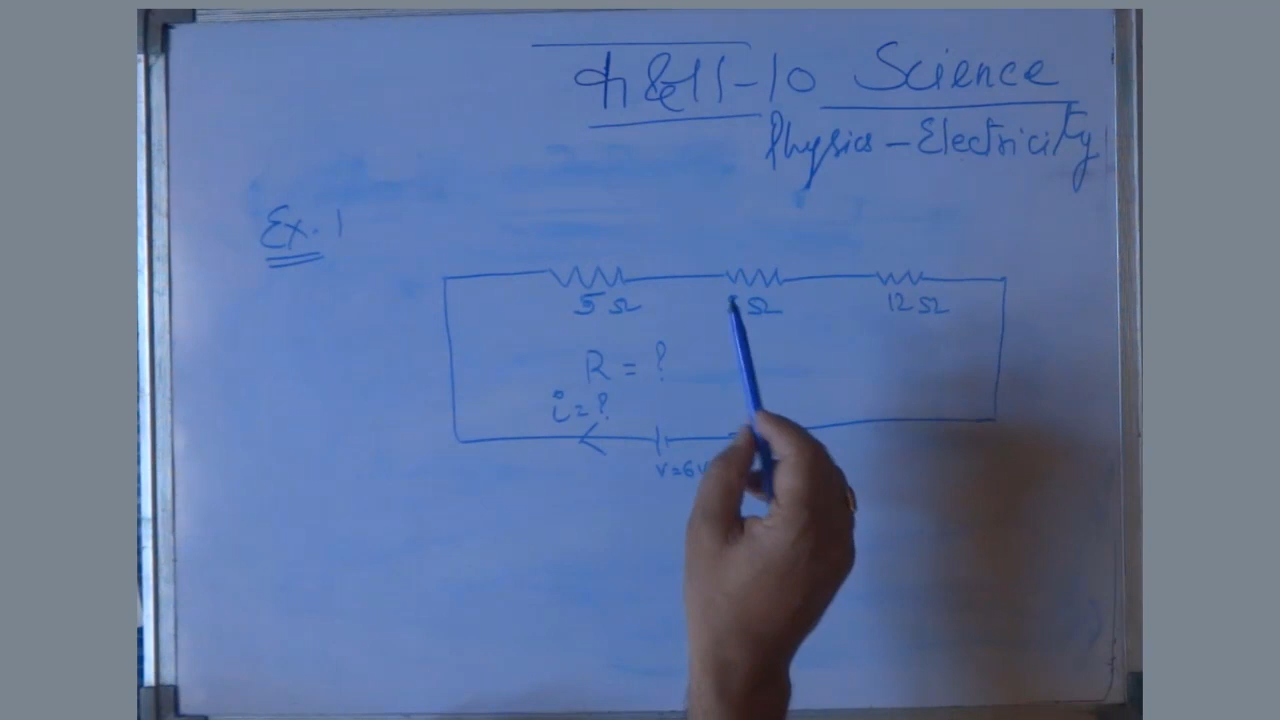 कक्षा-10 Science
Physics - Electricity
Ex. 1
5 Ω Ω 12 Ω
R = ?
i = ?
V=6V